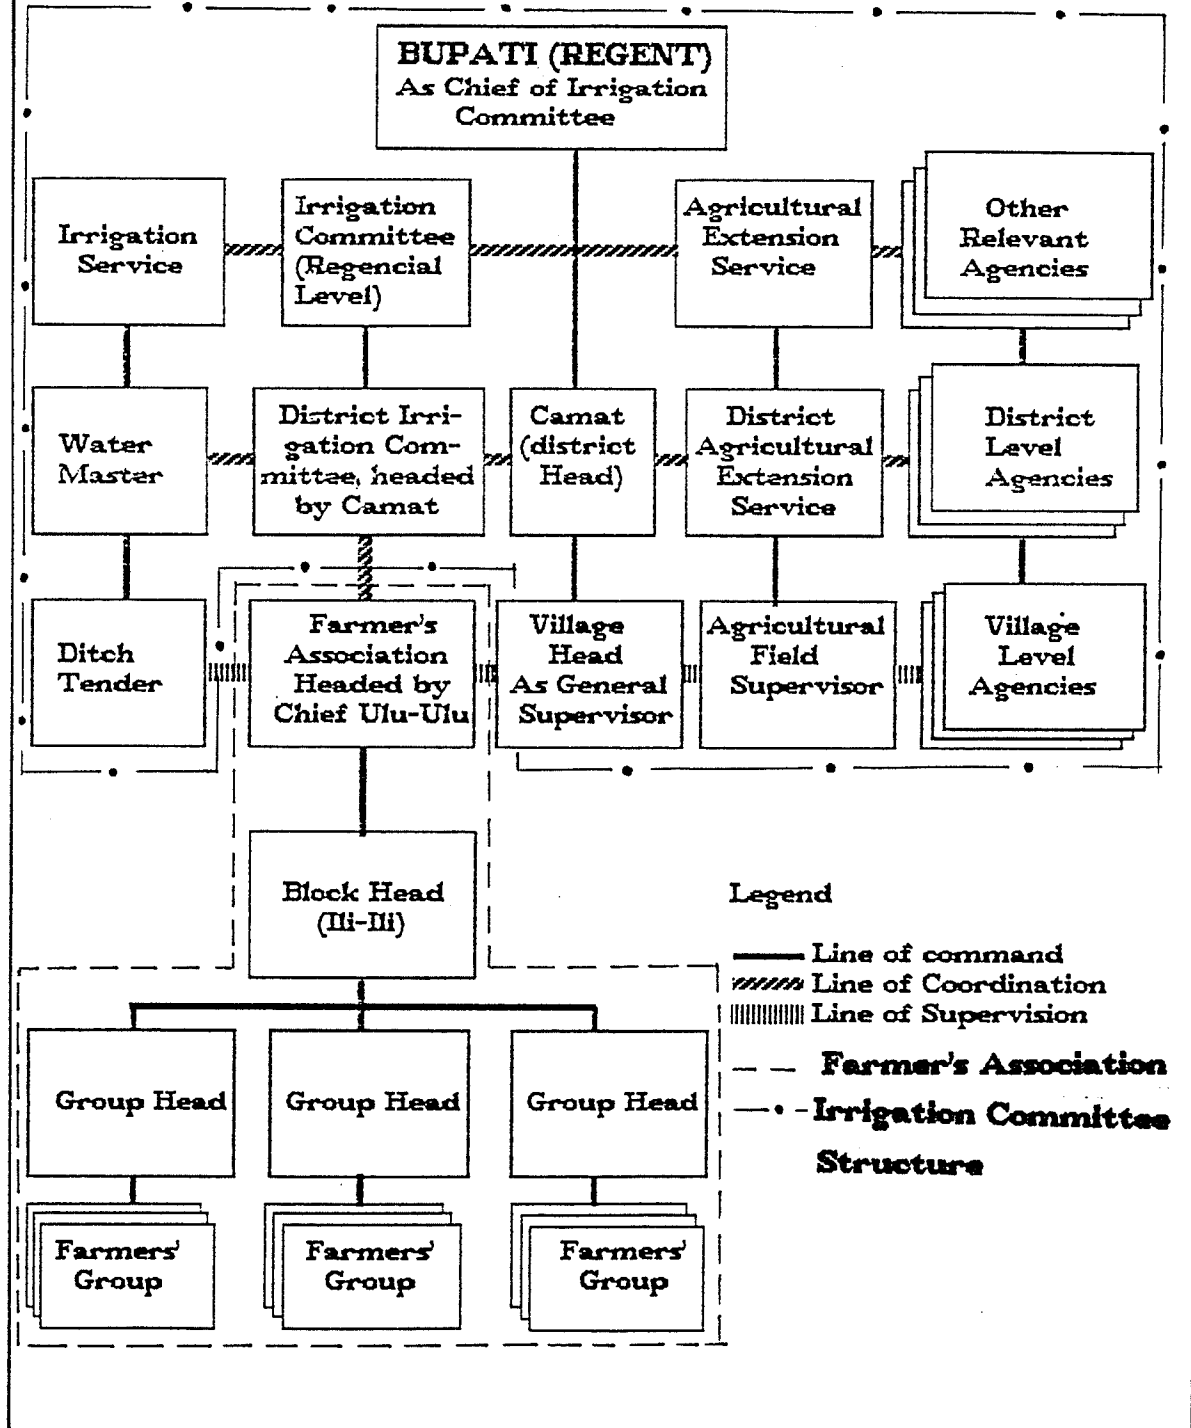 BUPATI (REGENT)
As Chief of Irrigation
Committee
Irrigation
Service
Irrigation
Committee
(Regencial
Level)
Agricultural
Extension
Service
Other
Relevant
Agencies
Water
Master
District Irri-
gation Com-
mittae, headed
by Camat
Camat
(district
Head)
District
Agricultural
Extension
Service
District
Level
Agencies
Ditch
Tender
Farmer's
Association
Headed by
Chief Ulu-Ulu
Village
Head
As General
Supervisor
Agricultural
Field
Supervisor
Village
Level
Agencies
Block Head
(Ili-Ili)
Group Head
Group Head
Group Head
Farmers'
Group
Farmers'
Group
Farmers'
Group
Legend
Line of command
Line of Coordination
Line of Supervision
Farmer's Association
Irrigation Committee
Structure